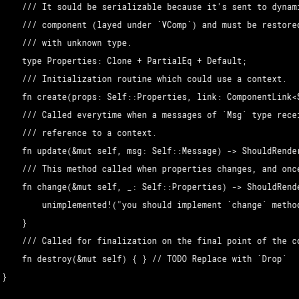 /// It sould be serializable because it's sent to dynami
/// component (layed under `VComp`) and must be restored
/// with unknown type.
type Properties: Clone + PartialEq + Default;
/// Initialization routine which could use a context.
fn create(props: Self::Properties, link: ComponentLink<S
/// Called everytime when a messages of `Msg` type recei
/// reference to a context.
fn update(&mut self, msg: Self::Message) -> ShouldRender
/// This method called when properties changes, and once
fn change(&mut self, _: Self::Properties) -> ShouldRende
unimplemented!("you should implement `change` method
}
/// Called for finalization on the final point of the co
fn destroy(&mut self) { } // TODO Replace with `Drop`
}